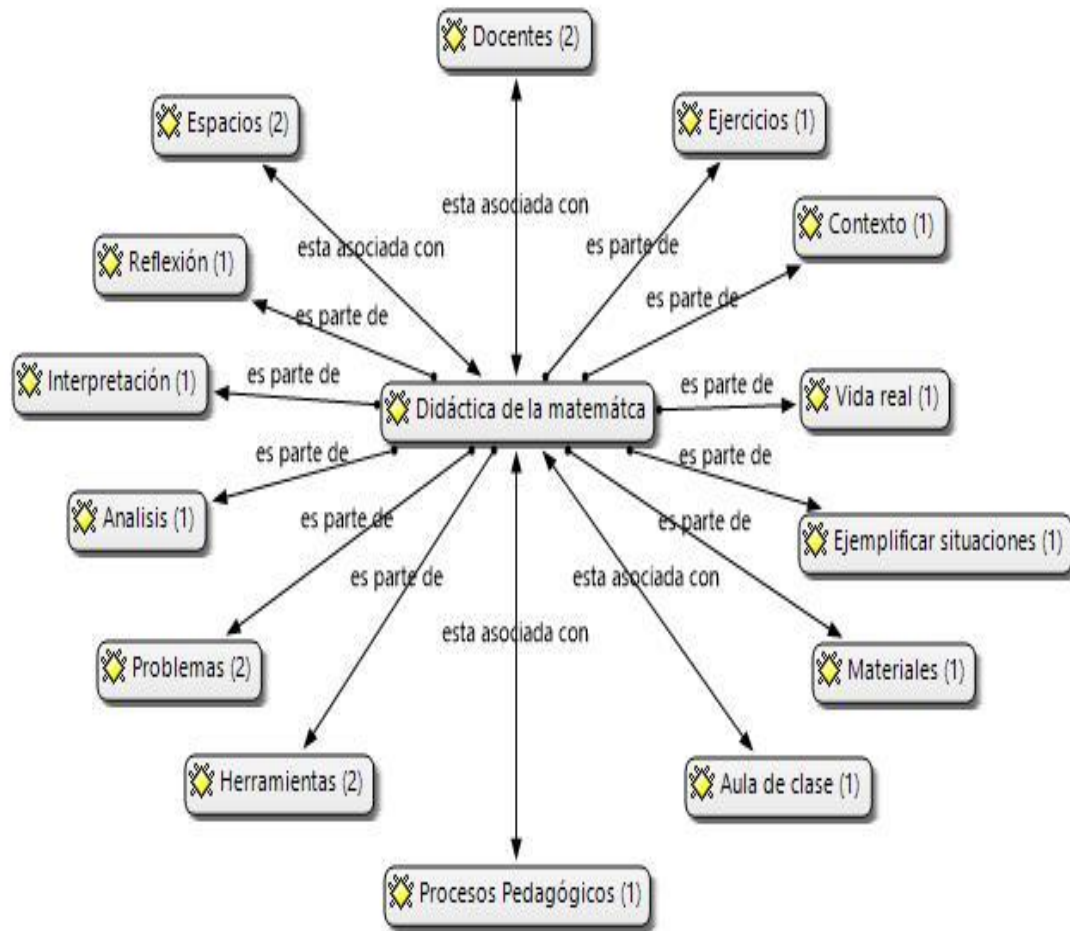 Docentes (2)
Espacios (2)
Ejercicios (1)
esta asociada con
Contexto (1)
esta asociada con
es parte de
Reflexión (1)
es parte de
es parte de
Interpretación (1)
es parte de
Didáctica de la matemátca
es parte de
Vida real (1)
es parte de
es parte de
Analisis (1)
es parte de
es parte de
Ejemplificar situaciones (1)
es parte de
esta asociada con
esta asociada con
Problemas (2)
Materiales (1)
Herramientas (2)
Aula de clase (1)
Procesos Pedagógicos (1)